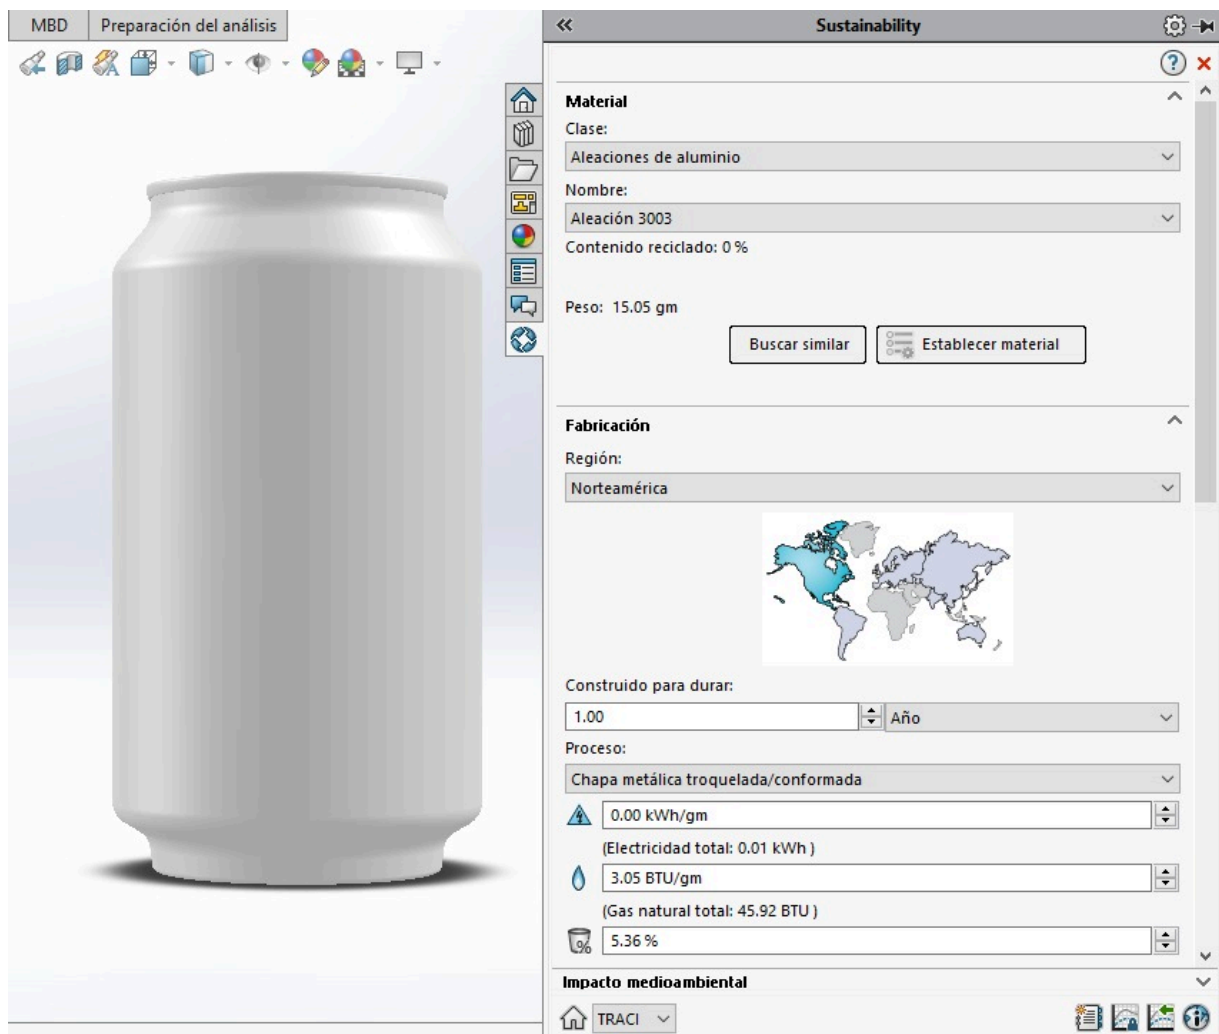 MBD Preparación del análisis
Sustainability
Material
Clase:
Aleaciones de aluminio
Nombre:
Aleación 3003
Contenido reciclado: 0 %
Peso: 15.05 gm
Buscar similar Establecer material
Fabricación
Región:
Norteamérica
Construido para durar:
1.00 Año
Proceso:
Chapa metálica troquelada/conformada
0.00 kWh/gm
(Electricidad total: 0.01 kWh )
3.05 BTU/gm
(Gas natural total: 45.92 BTU )
5.36 %
Impacto medioambiental
TRACI